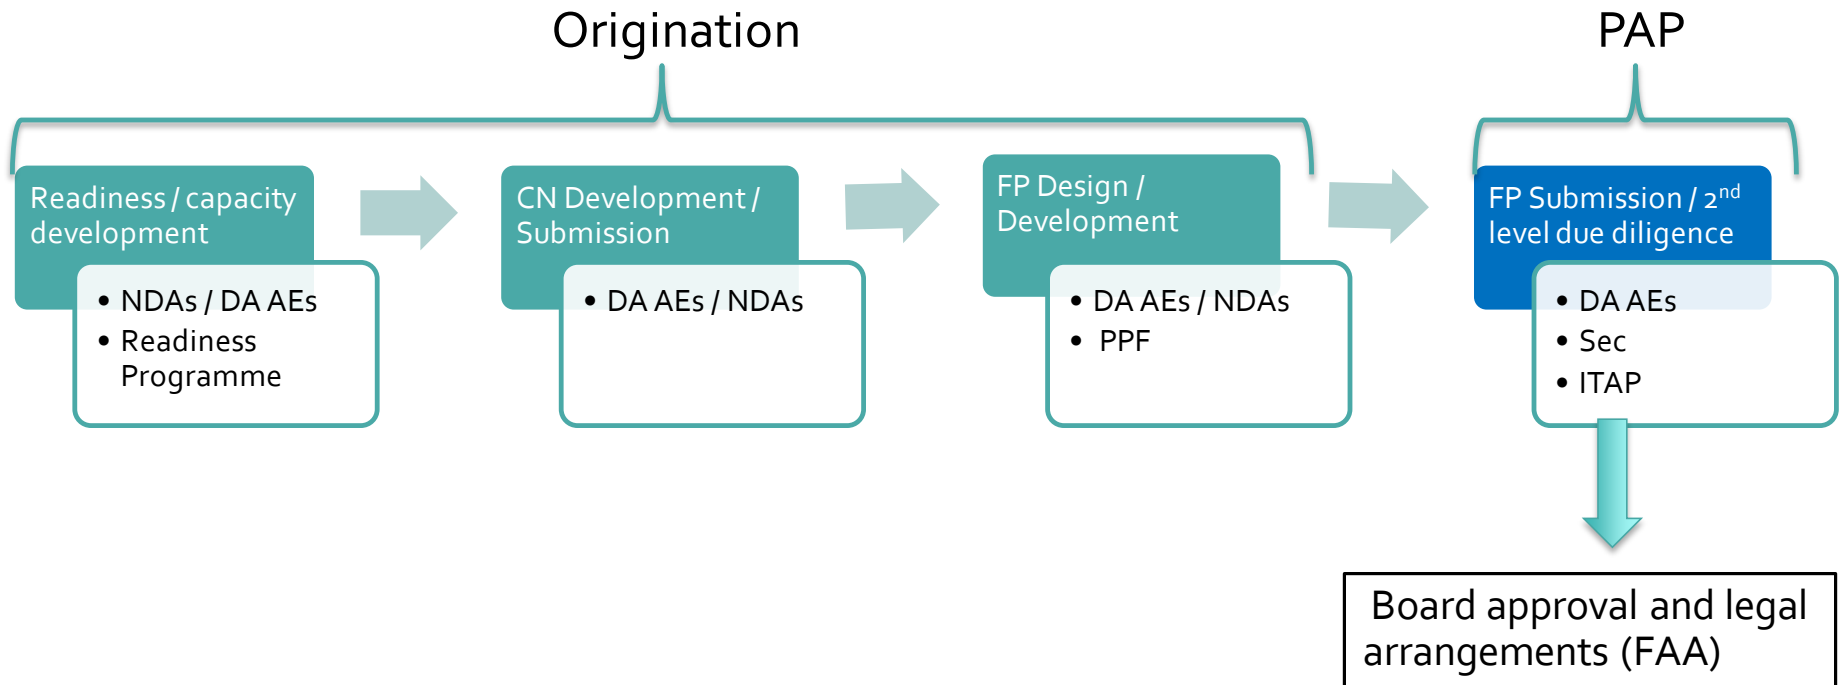 Origination
PAP
Readiness / capacity
development
• NDAs / DA AEs
• Readiness
Programme
CN Development /
Submission
• DA AEs / NDAs
FP Design /
Development
• DA AEs / NDAs
• PPF
FP Submission / 2nd
level due diligence
• DA AEs
• Sec
• ITAP
Board approval and legal
arrangements (FAA)